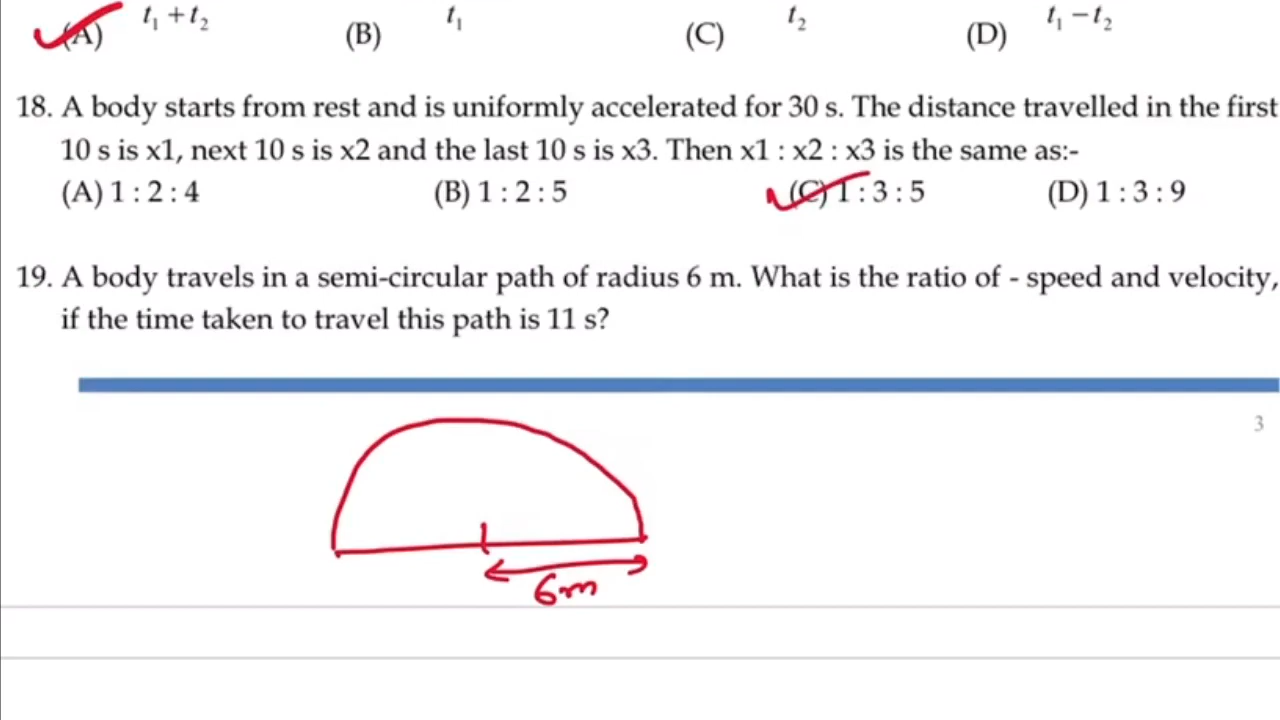 (A) t₁ + t₂ (B) t₁ (C) t₂ (D) t₁ − t₂
18. A body starts from rest and is uniformly accelerated for 30 s. The distance travelled in the first
10 s is x1, next 10 s is x2 and the last 10 s is x3. Then x1 : x2 : x3 is the same as:-
(A) 1 : 2 : 4 (B) 1 : 2 : 5 (C) 1 : 3 : 5 (D) 1 : 3 : 9
19. A body travels in a semi-circular path of radius 6 m. What is the ratio of - speed and velocity,
if the time taken to travel this path is 11 s?
3
6m